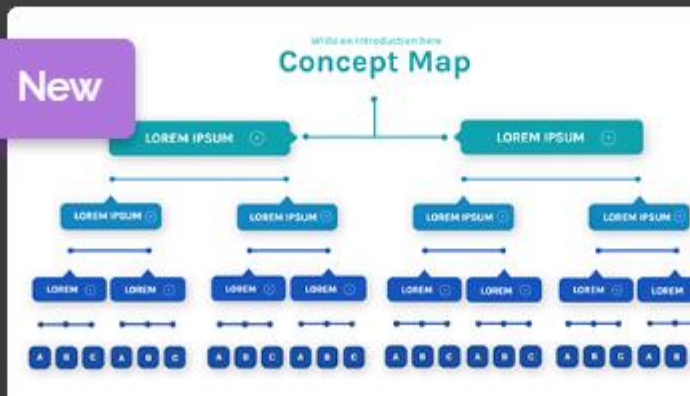 Write an introduction here
Concept Map
New
LOREM IPSUM LOREM IPSUM
LOREM IPSUM LOREM IPSUM LOREM IPSUM LOREM IPSUM
LOREM LOREM LOREM LOREM LOREM LOREM LOREM LOREM
A B C A B C A B C A B C A B C A B C A B C A B